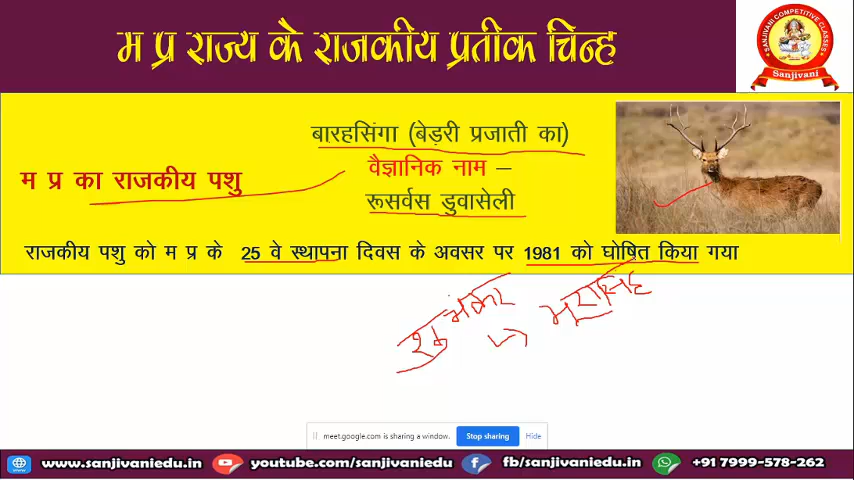 म प्र राज्य के राजकीय प्रतीक चिन्ह
SANJIVANI COMPETITIVE CLASSES
Sanjivani
बारहसिंगा (बेड़री प्रजाती का)
म प्र का राजकीय पशु
वैज्ञानिक नाम –
रूसर्वस डुवासेली
राजकीय पशु को म प्र के 25 वे स्थापना दिवस के अवसर पर 1981 को घोषित किया गया
meet.google.com is sharing a window. Stop sharing Hide
www.sanjivaniedu.in youtube.com/sanjivaniedu fb/sanjivaniedu.in +91 7999-578-262